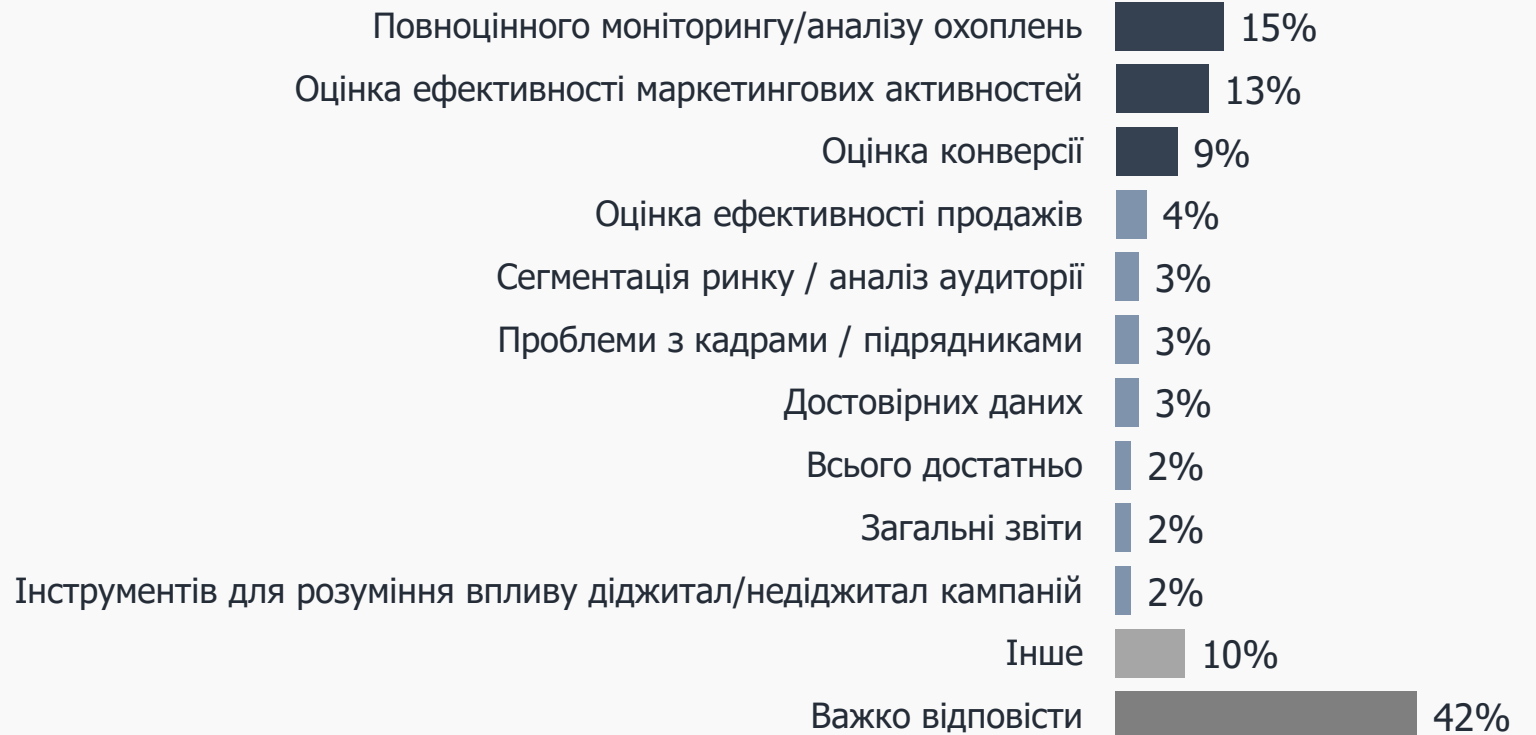 Повноцінного моніторингу/аналізу охоплень 15%
Оцінка ефективності маркетингових активностей 13%
Оцінка конверсії 9%
Оцінка ефективності продажів 4%
Сегментація ринку / аналіз аудиторії 3%
Проблеми з кадрами / підрядниками 3%
Достовірних даних 3%
Всього достатньо 2%
Загальні звіти 2%
Інструментів для розуміння впливу діджитал/недіджитал кампаній 2%
Інше 10%
Важко відповісти 42%